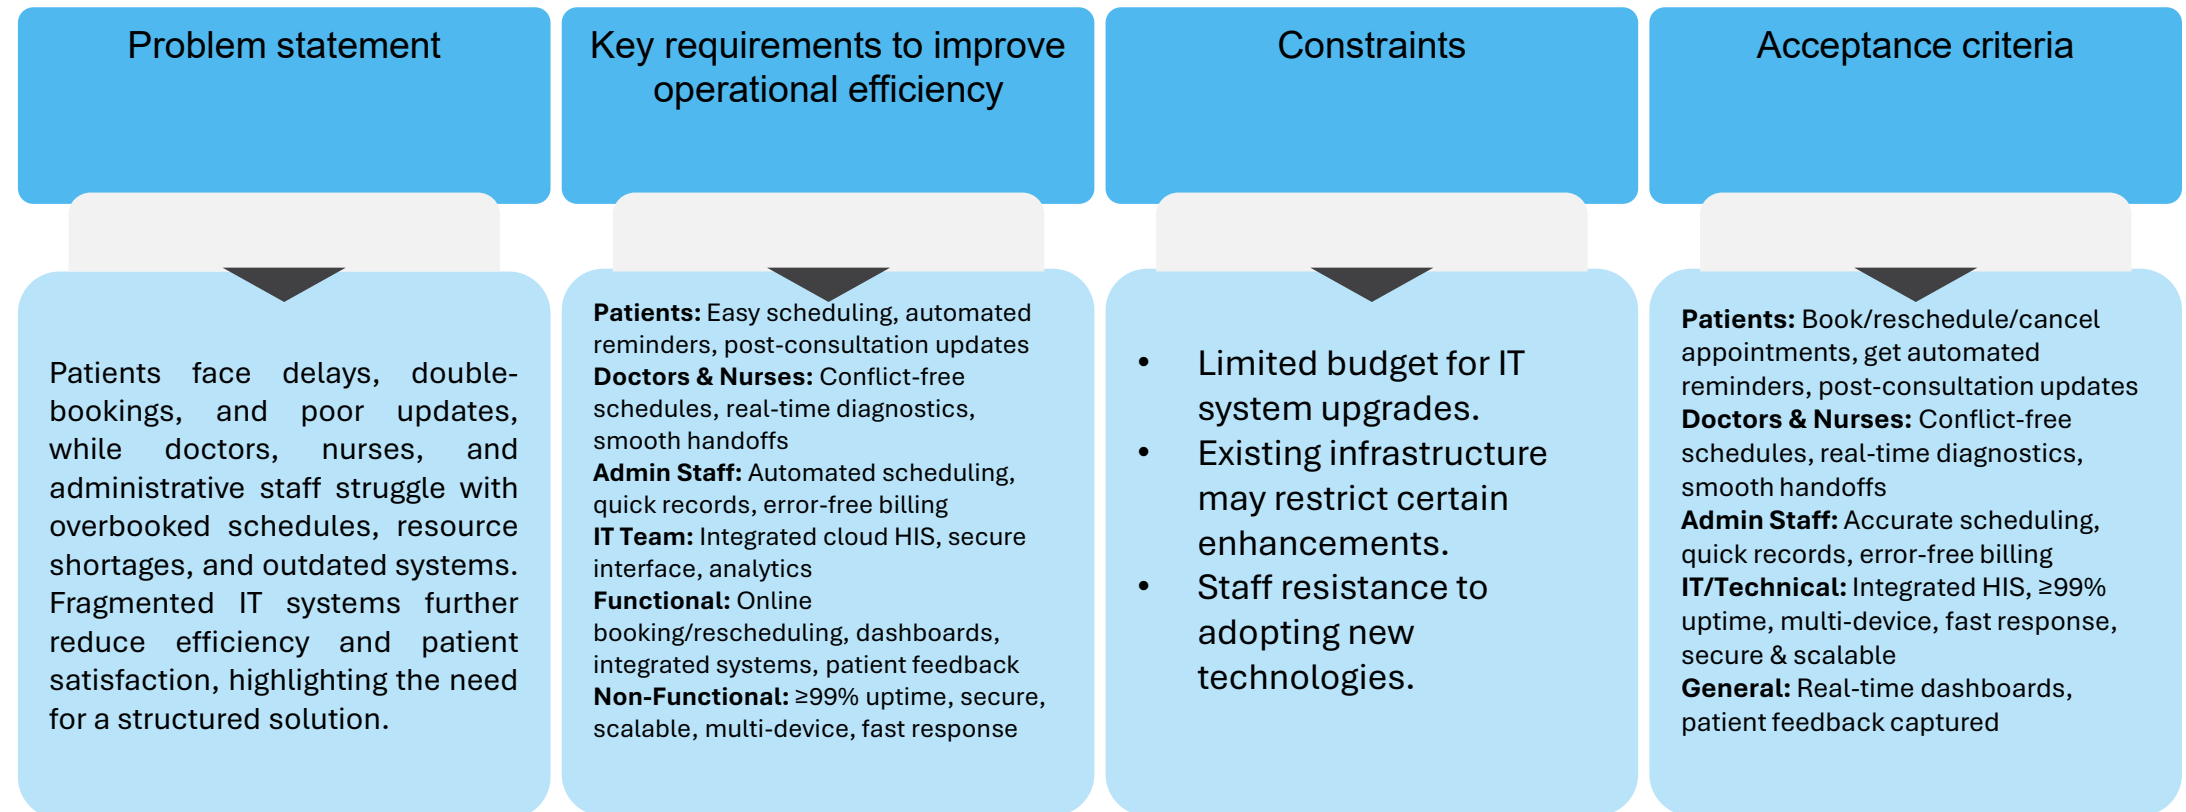 Problem statement
Patients face delays, double-
bookings, and poor updates,
while doctors, nurses, and
administrative staff struggle with
overbooked schedules, resource
shortages, and outdated systems.
Fragmented IT systems further
reduce efficiency and patient
satisfaction, highlighting the need
for a structured solution.
Key requirements to improve
operational efficiency
Patients: Easy scheduling, automated
reminders, post-consultation updates
Doctors & Nurses: Conflict-free
schedules, real-time diagnostics,
smooth handoffs
Admin Staff: Automated scheduling,
quick records, error-free billing
IT Team: Integrated cloud HIS, secure
interface, analytics
Functional: Online
booking/rescheduling, dashboards,
integrated systems, patient feedback
Non-Functional: ≥99% uptime, secure,
scalable, multi-device, fast response
Constraints
• Limited budget for IT
system upgrades.
• Existing infrastructure
may restrict certain
enhancements.
• Staff resistance to
adopting new
technologies.
Acceptance criteria
Patients: Book/reschedule/cancel
appointments, get automated
reminders, post-consultation updates
Doctors & Nurses: Conflict-free
schedules, real-time diagnostics,
smooth handoffs
Admin Staff: Accurate scheduling,
quick records, error-free billing
IT/Technical: Integrated HIS, ≥99%
uptime, multi-device, fast response,
secure & scalable
General: Real-time dashboards,
patient feedback captured